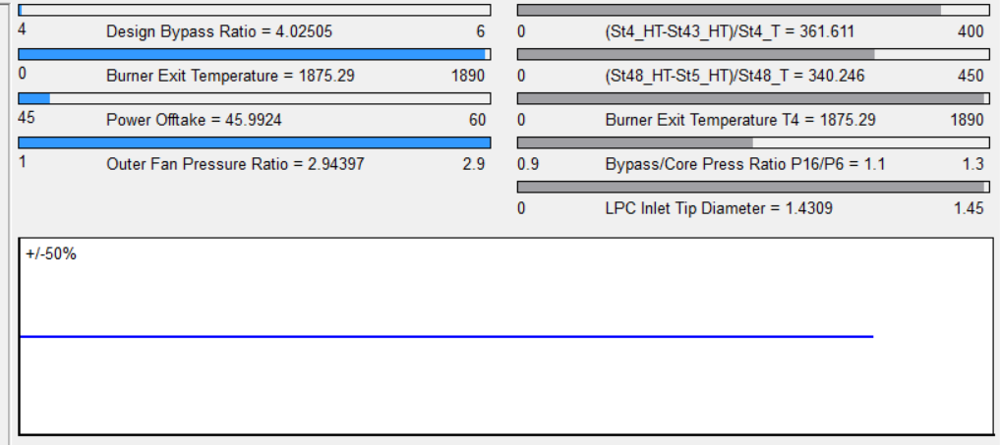 4 Design Bypass Ratio = 4.02505 6
0 Burner Exit Temperature = 1875.29 1890
45 Power Offtake = 45.9924 60
1 Outer Fan Pressure Ratio = 2.94397 2.9
0 (St4_HT-St43_HT)/St4_T = 361.611 400
0 (St48_HT-St5_HT)/St48_T = 340.246 450
0 Burner Exit Temperature T4 = 1875.29 1890
0.9 Bypass/Core Press Ratio P16/P6 = 1.1 1.3
0 LPC Inlet Tip Diameter = 1.4309 1.45
+/-50%